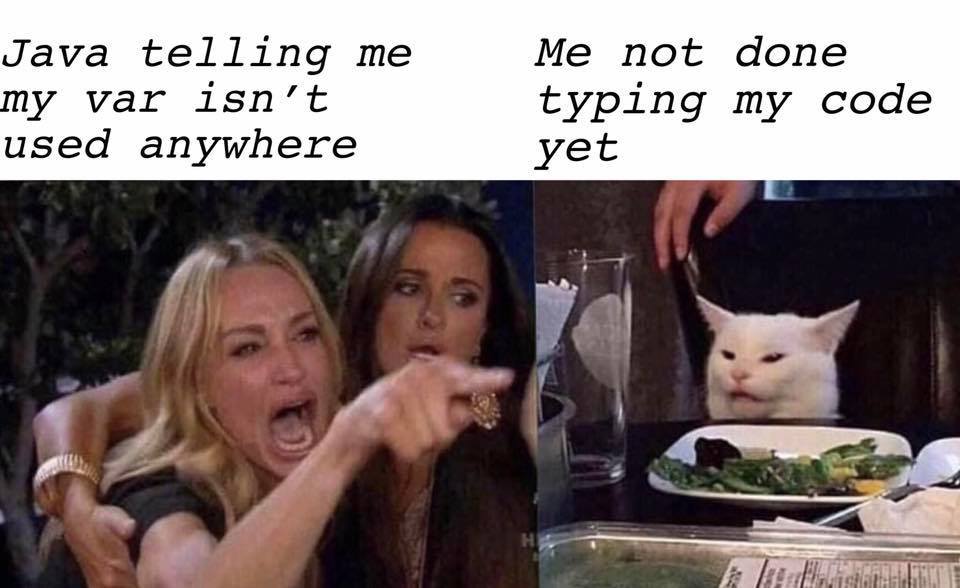 Java telling me
my var isn't
used anywhere
Me not done
typing my code
yet